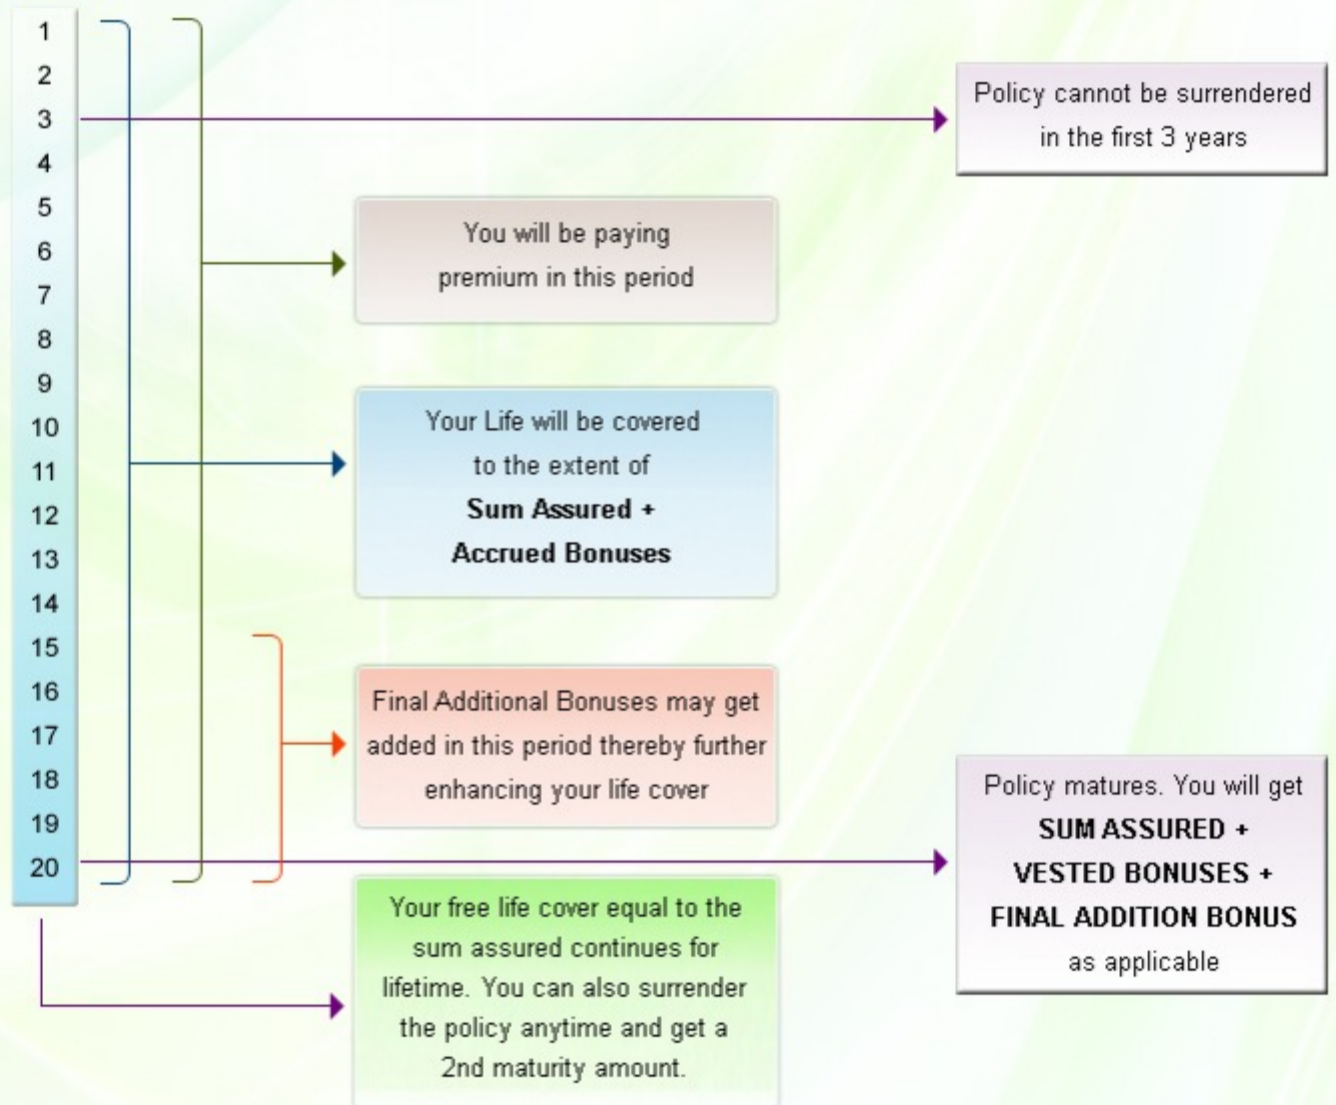 1
2
3
4
5
6
7
8
9
10
11
12
13
14
15
16
17
18
19
20
Policy cannot be surrendered
in the first 3 years
You will be paying
premium in this period
Your Life will be covered
to the extent of
Sum Assured +
Accrued Bonuses
Final Additional Bonuses may get
added in this period thereby further
enhancing your life cover
Policy matures. You will get
SUM ASSURED +
VESTED BONUSES +
FINAL ADDITION BONUS
as applicable
Your free life cover equal to the
sum assured continues for
lifetime. You can also surrender
the policy anytime and get a
2nd maturity amount.